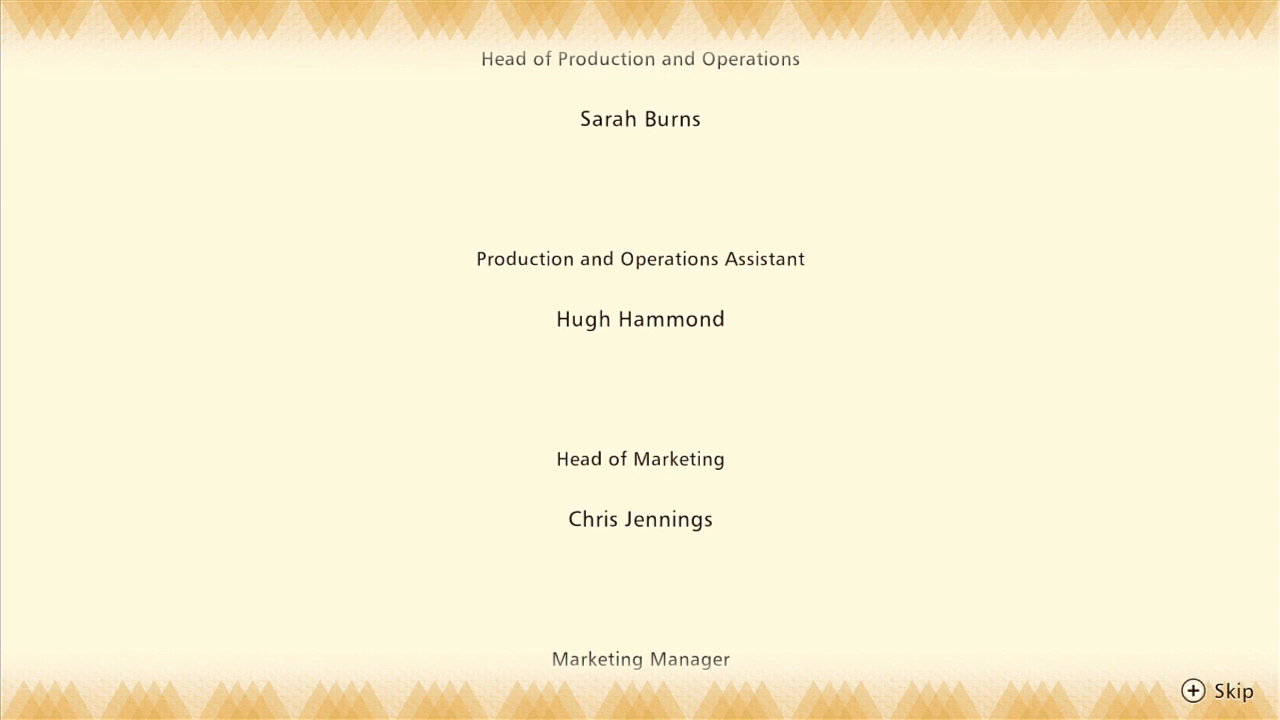 Head of Production and Operations
Sarah Burns
Production and Operations Assistant
Hugh Hammond
Head of Marketing
Chris Jennings
Marketing Manager
Skip